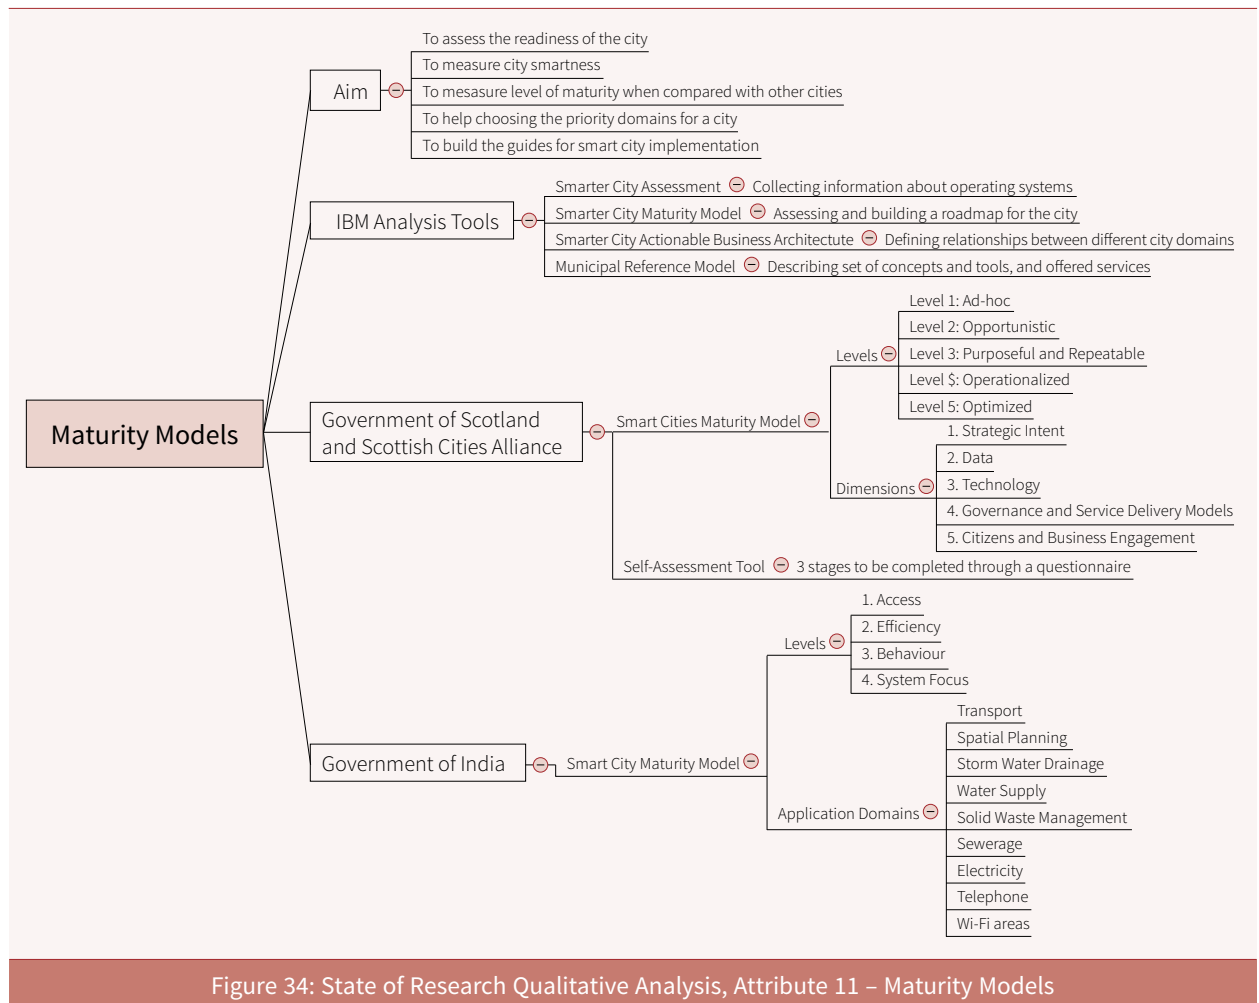 Maturity Models
Aim
To assess the readiness of the city
To measure city smartness
To mesasure level of maturity when compared with other cities
To help choosing the priority domains for a city
To build the guides for smart city implementation
IBM Analysis Tools
Smarter City Assessment
Collecting information about operating systems
Smarter City Maturity Model
Assessing and building a roadmap for the city
Smarter City Actionable Business Architectute
Defining relationships between different city domains
Municipal Reference Model
Describing set of concepts and tools, and offered services
Government of Scotland
and Scottish Cities Alliance
Smart Cities Maturity Model
Levels
Level 1: Ad-hoc
Level 2: Opportunistic
Level 3: Purposeful and Repeatable
Level $: Operationalized
Level 5: Optimized
Dimensions
1. Strategic Intent
2. Data
3. Technology
4. Governance and Service Delivery Models
5. Citizens and Business Engagement
Self-Assessment Tool
3 stages to be completed through a questionnaire
Government of India
Smart City Maturity Model
Levels
1. Access
2. Efficiency
3. Behaviour
4. System Focus
Application Domains
Transport
Spatial Planning
Storm Water Drainage
Water Supply
Solid Waste Management
Sewerage
Electricity
Telephone
Wi-Fi areas
Figure 34: State of Research Qualitative Analysis, Attribute 11 – Maturity Models